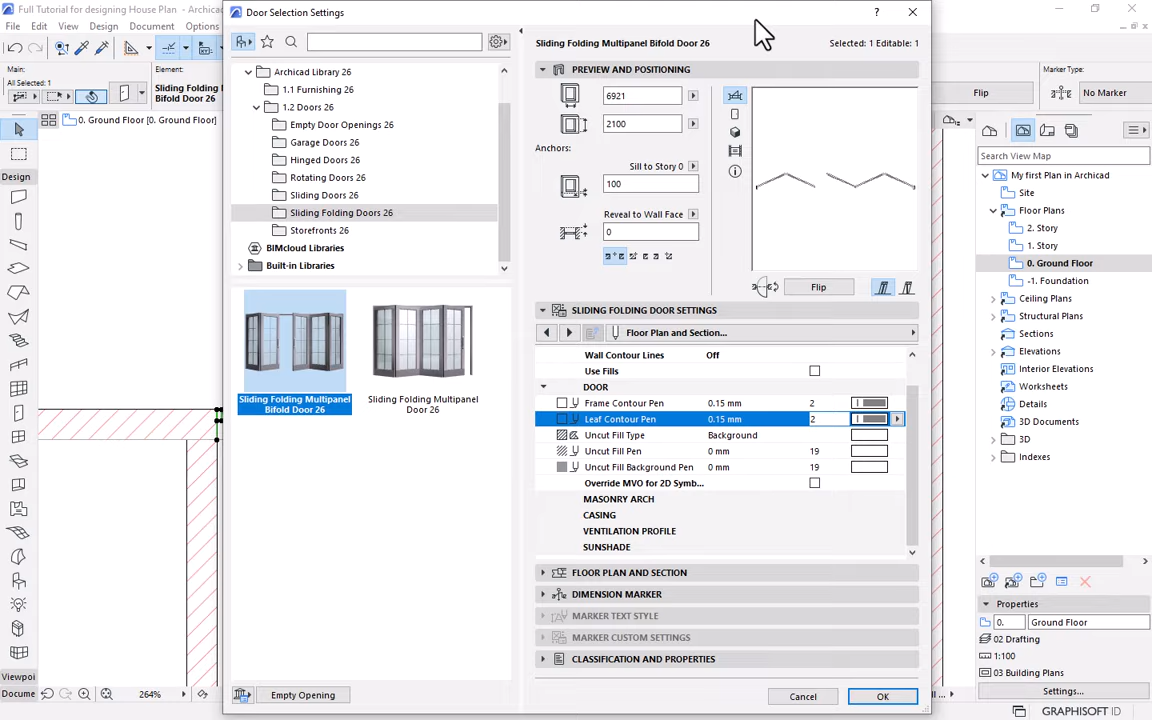 Full Tutorial for designing House Plan - Archicad
Door Selection Settings
File Edit View Design Document Options
Main:
All Selected: 1
Element:
Sliding Folding
Bifold Door 26
Marker Type:
Flip
No Marker
0. Ground Floor [0. Ground Floor]
Design
Archicad Library 26
1.1 Furnishing 26
1.2 Doors 26
Empty Door Openings 26
Garage Doors 26
Hinged Doors 26
Rotating Doors 26
Sliding Doors 26
Sliding Folding Doors 26
Storefronts 26
BIMcloud Libraries
Built-in Libraries
Sliding Folding Multipanel
Bifold Door 26
Sliding Folding Multipanel
Door 26
Empty Opening
Sliding Folding Multipanel Bifold Door 26
Selected: 1 Editable: 1
PREVIEW AND POSITIONING
6921
2100
Anchors:
Sill to Story 0
100
Reveal to Wall Face
0
Flip
SLIDING FOLDING DOOR SETTINGS
Floor Plan and Section...
Wall Contour Lines Off
Use Fills
DOOR
Frame Contour Pen 0.15 mm 2
Leaf Contour Pen 0.15 mm 2
Uncut Fill Type Background
Uncut Fill Pen 0 mm 19
Uncut Fill Background Pen 0 mm 19
Override MVO for 2D Symb...
MASONRY ARCH
CASING
VENTILATION PROFILE
SUNSHADE
FLOOR PLAN AND SECTION
DIMENSION MARKER
MARKER TEXT STYLE
MARKER CUSTOM SETTINGS
CLASSIFICATION AND PROPERTIES
Cancel
OK
Search View Map
My first Plan in Archicad
Site
Floor Plans
2. Story
1. Story
0. Ground Floor
-1. Foundation
Ceiling Plans
Structural Plans
Sections
Elevations
Interior Elevations
Worksheets
Details
3D Documents
3D
Indexes
Properties
0. Ground Floor
02 Drafting
1:100
03 Building Plans
Settings...
Viewpoi
Docume
264%
GRAPHISOFT ID